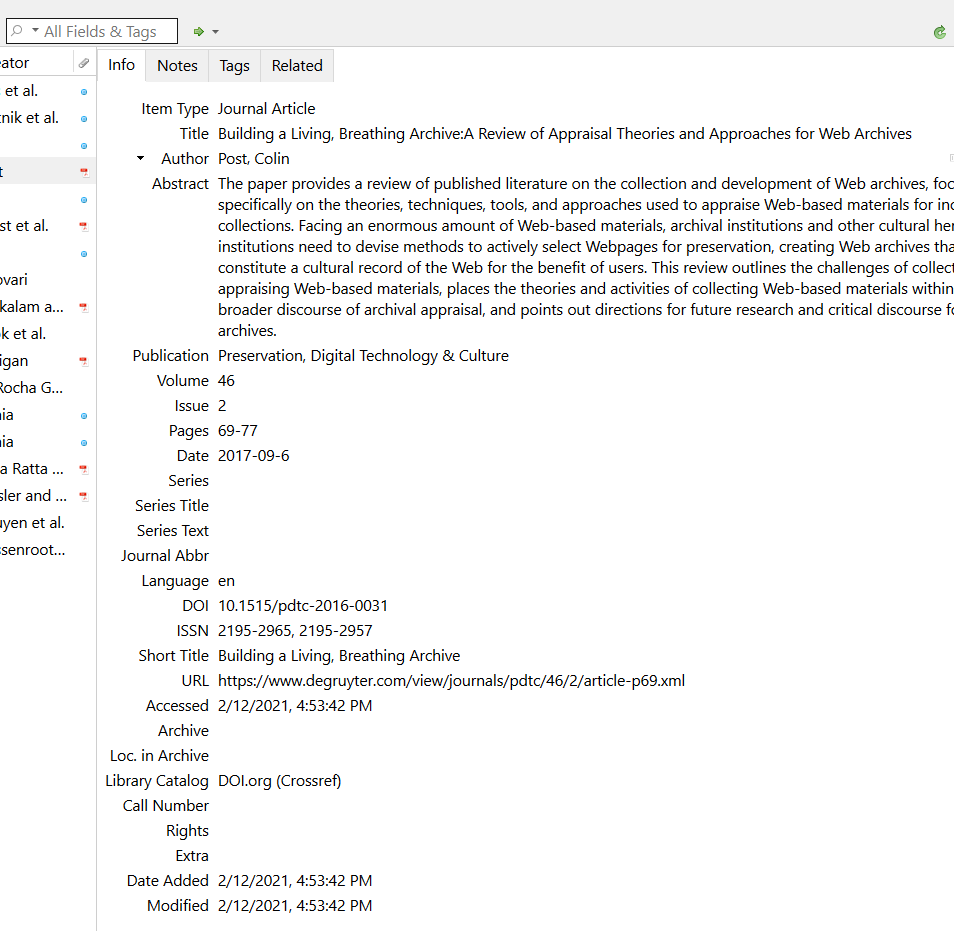 All Fields & Tags
eator
Info Notes Tags Related
et al.
nik et al.
t
st et al.
ovari
kalam a...
k et al.
igan
Rocha G...
ia
ia
a Ratta ...
sler and ...
uyen et al.
ssenroot...
Item Type Journal Article
Title Building a Living, Breathing Archive:A Review of Appraisal Theories and Approaches for Web Archives
Author Post, Colin
Abstract The paper provides a review of published literature on the collection and development of Web archives, foc
specifically on the theories, techniques, tools, and approaches used to appraise Web-based materials for inc
collections. Facing an enormous amount of Web-based materials, archival institutions and other cultural her
institutions need to devise methods to actively select Webpages for preservation, creating Web archives tha
constitute a cultural record of the Web for the benefit of users. This review outlines the challenges of collect
appraising Web-based materials, places the theories and activities of collecting Web-based materials within
broader discourse of archival appraisal, and points out directions for future research and critical discourse fo
archives.
Publication Preservation, Digital Technology & Culture
Volume 46
Issue 2
Pages 69-77
Date 2017-09-6
Series
Series Title
Series Text
Journal Abbr
Language en
DOI 10.1515/pdtc-2016-0031
ISSN 2195-2965, 2195-2957
Short Title Building a Living, Breathing Archive
URL https://www.degruyter.com/view/journals/pdtc/46/2/article-p69.xml
Accessed 2/12/2021, 4:53:42 PM
Archive
Loc. in Archive
Library Catalog DOI.org (Crossref)
Call Number
Rights
Extra
Date Added 2/12/2021, 4:53:42 PM
Modified 2/12/2021, 4:53:42 PM